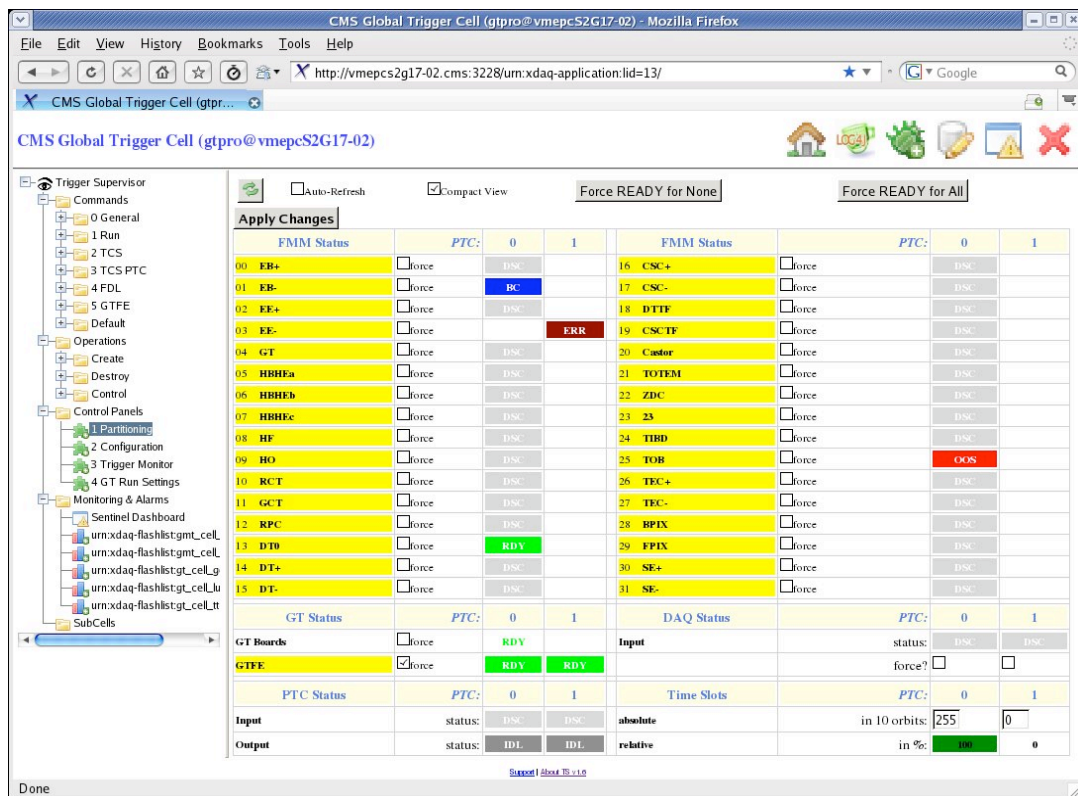 CMS Global Trigger Cell (gtpro@vmepcS2G17-02) - Mozilla Firefox
File Edit View History Bookmarks Tools Help
http://vmepcs2g17-02.cms:3228/urn:xdaq-application:lid=13/ Google
CMS Global Trigger Cell (gtpr...
CMS Global Trigger Cell (gtpro@vmepcS2G17-02)
LOG4J
Trigger Supervisor
Commands
0 General
1 Run
2 TCS
3 TCS PTC
4 FDL
5 GTFE
Default
Operations
Create
Destroy
Control
Control Panels
1 Partitioning
2 Configuration
3 Trigger Monitor
4 GT Run Settings
Monitoring & Alarms
Sentinel Dashboard
urn:xdaq-flashlist:gmt_cell_
urn:xdaq-flashlist:gmt_cell_
urn:xdaq-flashlist:gt_cell_g
urn:xdaq-flashlist:gt_cell_lu
urn:xdaq-flashlist:gt_cell_tt
SubCells
Auto-Refresh Compact View Force READY for None Force READY for All
Apply Changes
FMM Status PTC: 0 1 FMM Status PTC: 0 1
00 EB+ force DSC 16 CSC+ force DSC
01 EB- force BC 17 CSC- force DSC
02 EE+ force DSC 18 DTTF force DSC
03 EE- force ERR 19 CSCTF force DSC
04 GT force DSC 20 Castor force DSC
05 HBHEa force DSC 21 TOTEM force DSC
06 HBHEb force DSC 22 ZDC force DSC
07 HBHEc force DSC 23 23 force DSC
08 HF force DSC 24 TIBD force DSC
09 HO force DSC 25 TOB force OOS
10 RCT force DSC 26 TEC+ force DSC
11 GCT force DSC 27 TEC- force DSC
12 RPC force DSC 28 BPIX force DSC
13 DT0 force RDY 29 FPIX force DSC
14 DT+ force DSC 30 SE+ force DSC
15 DT- force DSC 31 SE- force DSC
GT Status PTC: 0 1 DAQ Status PTC: 0 1
GT Boards force RDY Input status: DSC DSC
GTFE force RDY RDY force?
PTC Status PTC: 0 1 Time Slots PTC: 0 1
Input status: DSC DSC absolute in 10 orbits: 255 0
Output status: IDL IDL relative in %: 100 0
Support | About TS v1.6
Done